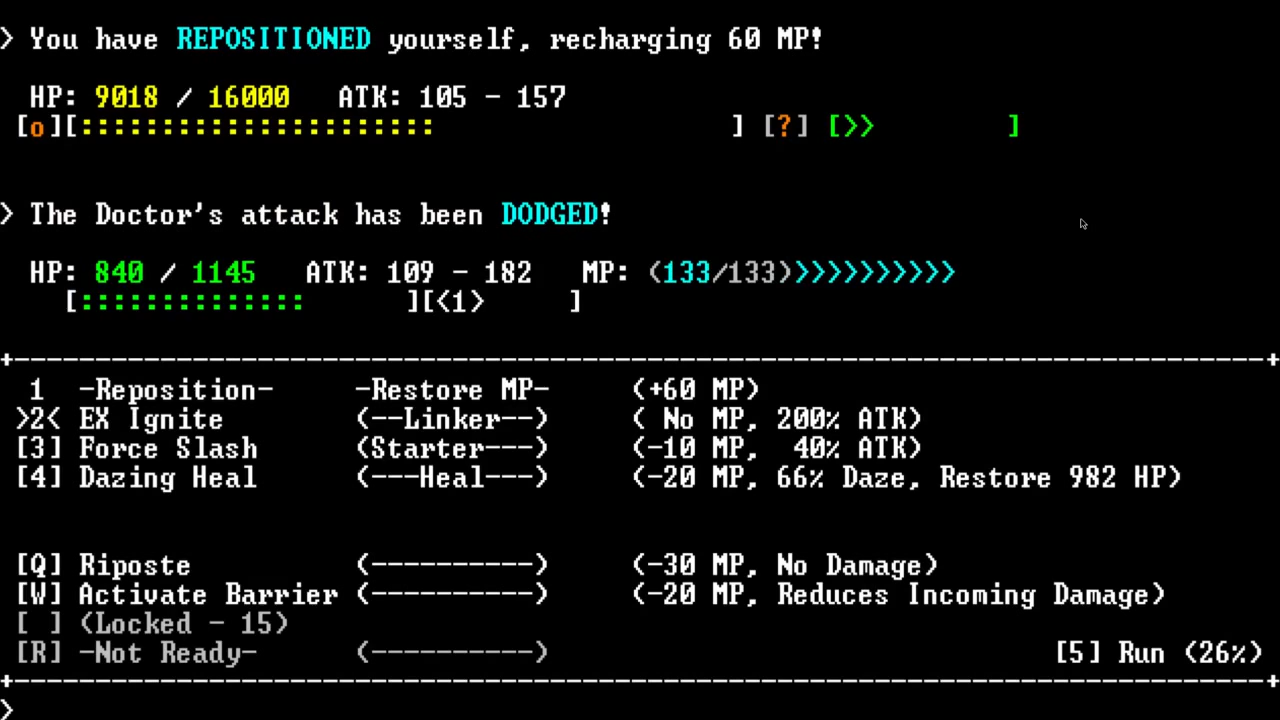 > You have REPOSITIONED yourself, recharging 60 MP!
HP: 9018 / 16000 ATK: 105 - 157
[o][:::::::::::::::::::::: ] [?] [>> ]
> The Doctor's attack has been DODGED!
HP: 840 / 1145 ATK: 109 - 182 MP: (133/133)>>>>>>>>>>
[:::::::::::::: ][<1> ]
+------------------------------------------------------------------------------+
1 -Reposition- -Restore MP- (+60 MP)
>2< EX Ignite (--Linker--) ( No MP, 200% ATK)
[3] Force Slash (Starter---) (-10 MP, 40% ATK)
[4] Dazing Heal (---Heal---) (-20 MP, 66% Daze, Restore 982 HP)
[Q] Riposte (----------) (-30 MP, No Damage)
[W] Activate Barrier (----------) (-20 MP, Reduces Incoming Damage)
[ ] (Locked - 15)
[R] -Not Ready- (----------) [5] Run (26%)
+------------------------------------------------------------------------------+
>